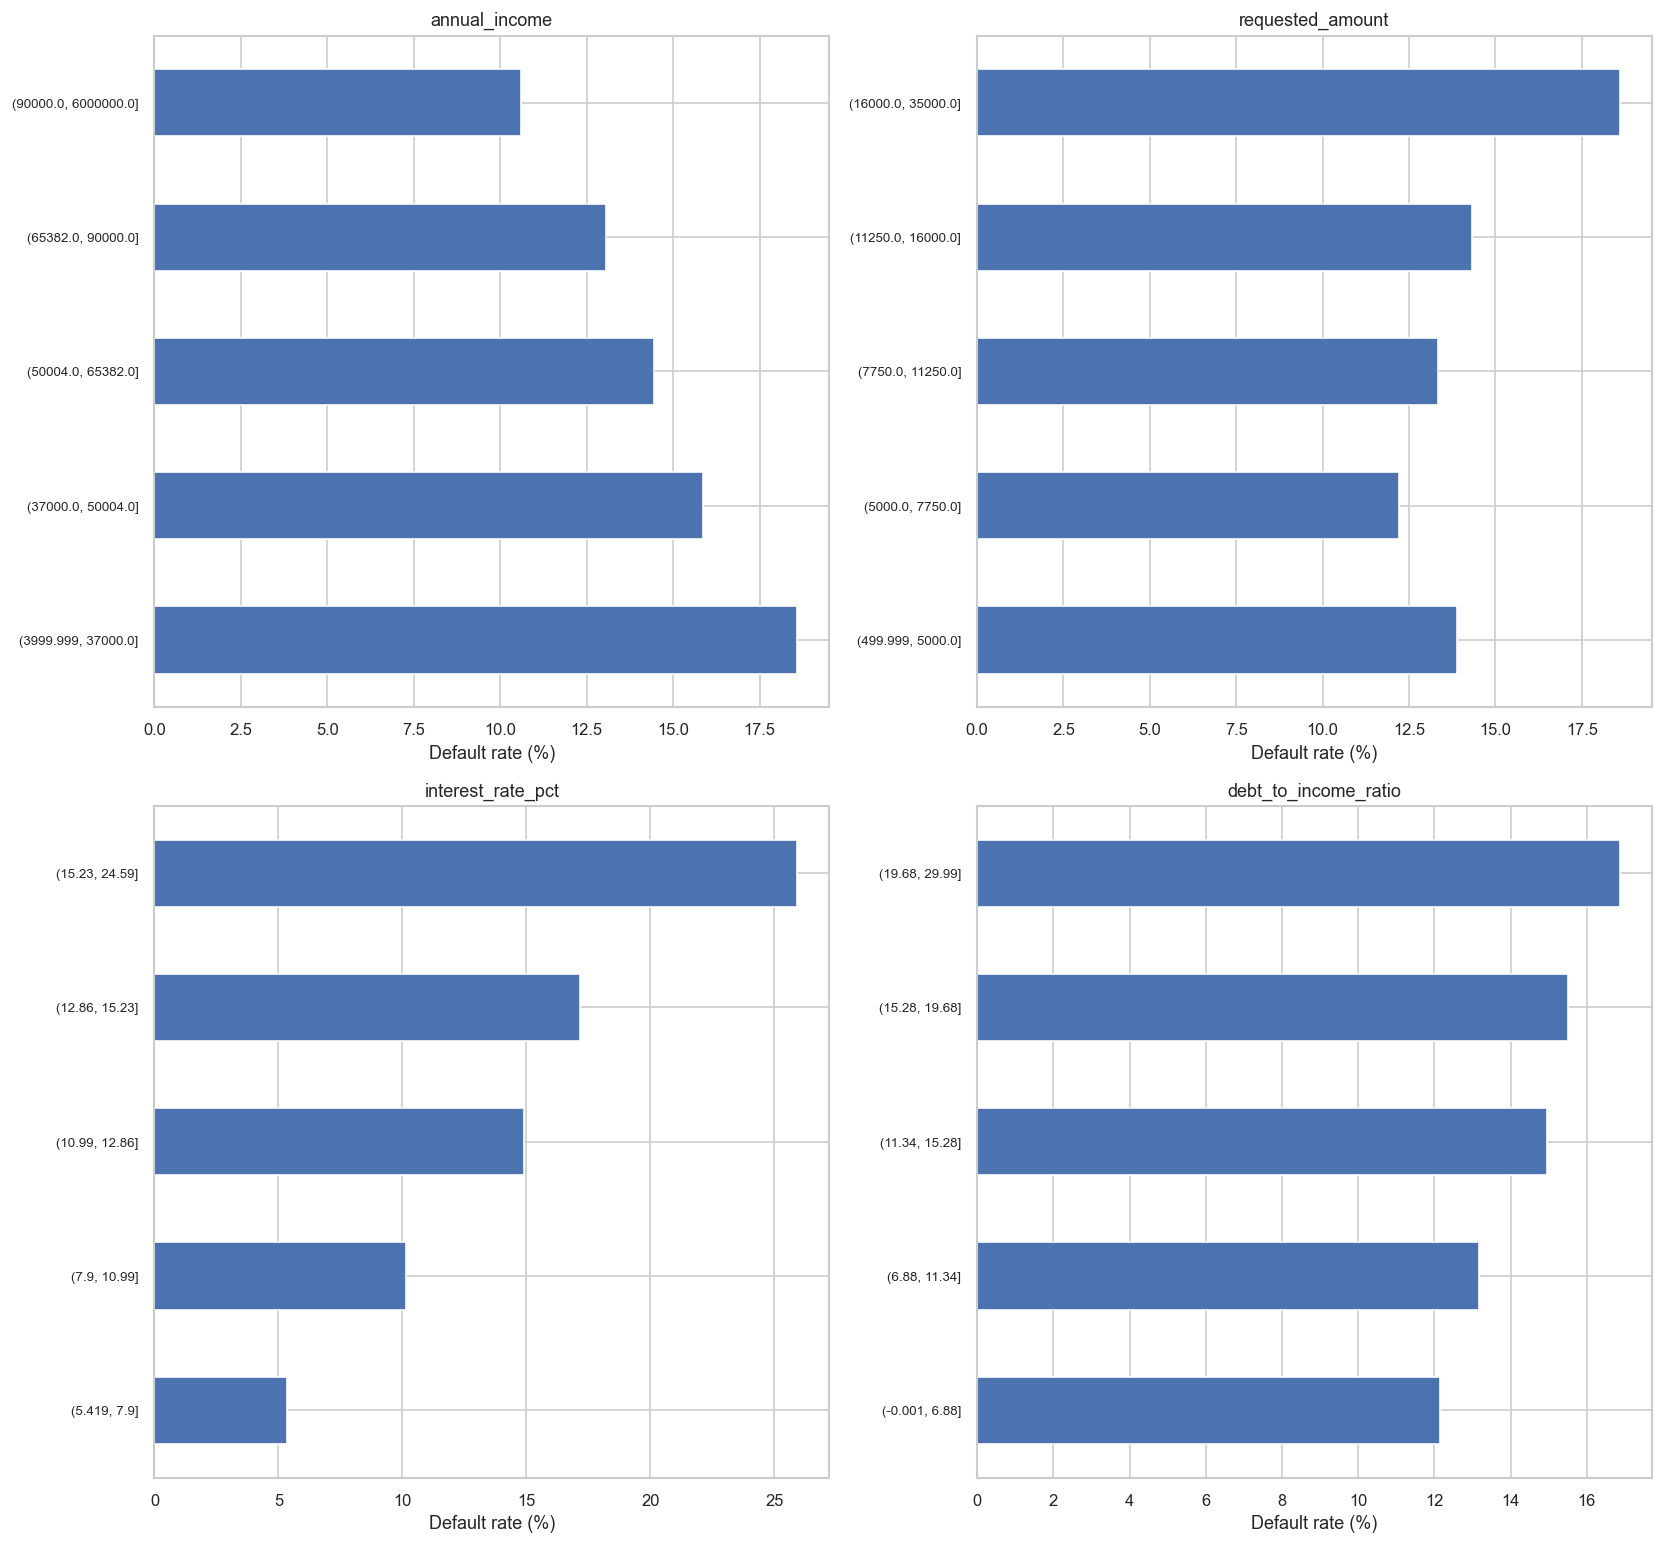 annual_income
(90000.0, 6000000.0]
(65382.0, 90000.0]
(50004.0, 65382.0]
(37000.0, 50004.0]
(3999.999, 37000.0]
0.0 2.5 5.0 7.5 10.0 12.5 15.0 17.5
Default rate (%)
requested_amount
(16000.0, 35000.0]
(11250.0, 16000.0]
(7750.0, 11250.0]
(5000.0, 7750.0]
(499.999, 5000.0]
0.0 2.5 5.0 7.5 10.0 12.5 15.0 17.5
Default rate (%)
interest_rate_pct
(15.23, 24.59]
(12.86, 15.23]
(10.99, 12.86]
(7.9, 10.99]
(5.419, 7.9]
0 5 10 15 20 25
Default rate (%)
debt_to_income_ratio
(19.68, 29.99]
(15.28, 19.68]
(11.34, 15.28]
(6.88, 11.34]
(-0.001, 6.88]
0 2 4 6 8 10 12 14 16
Default rate (%)